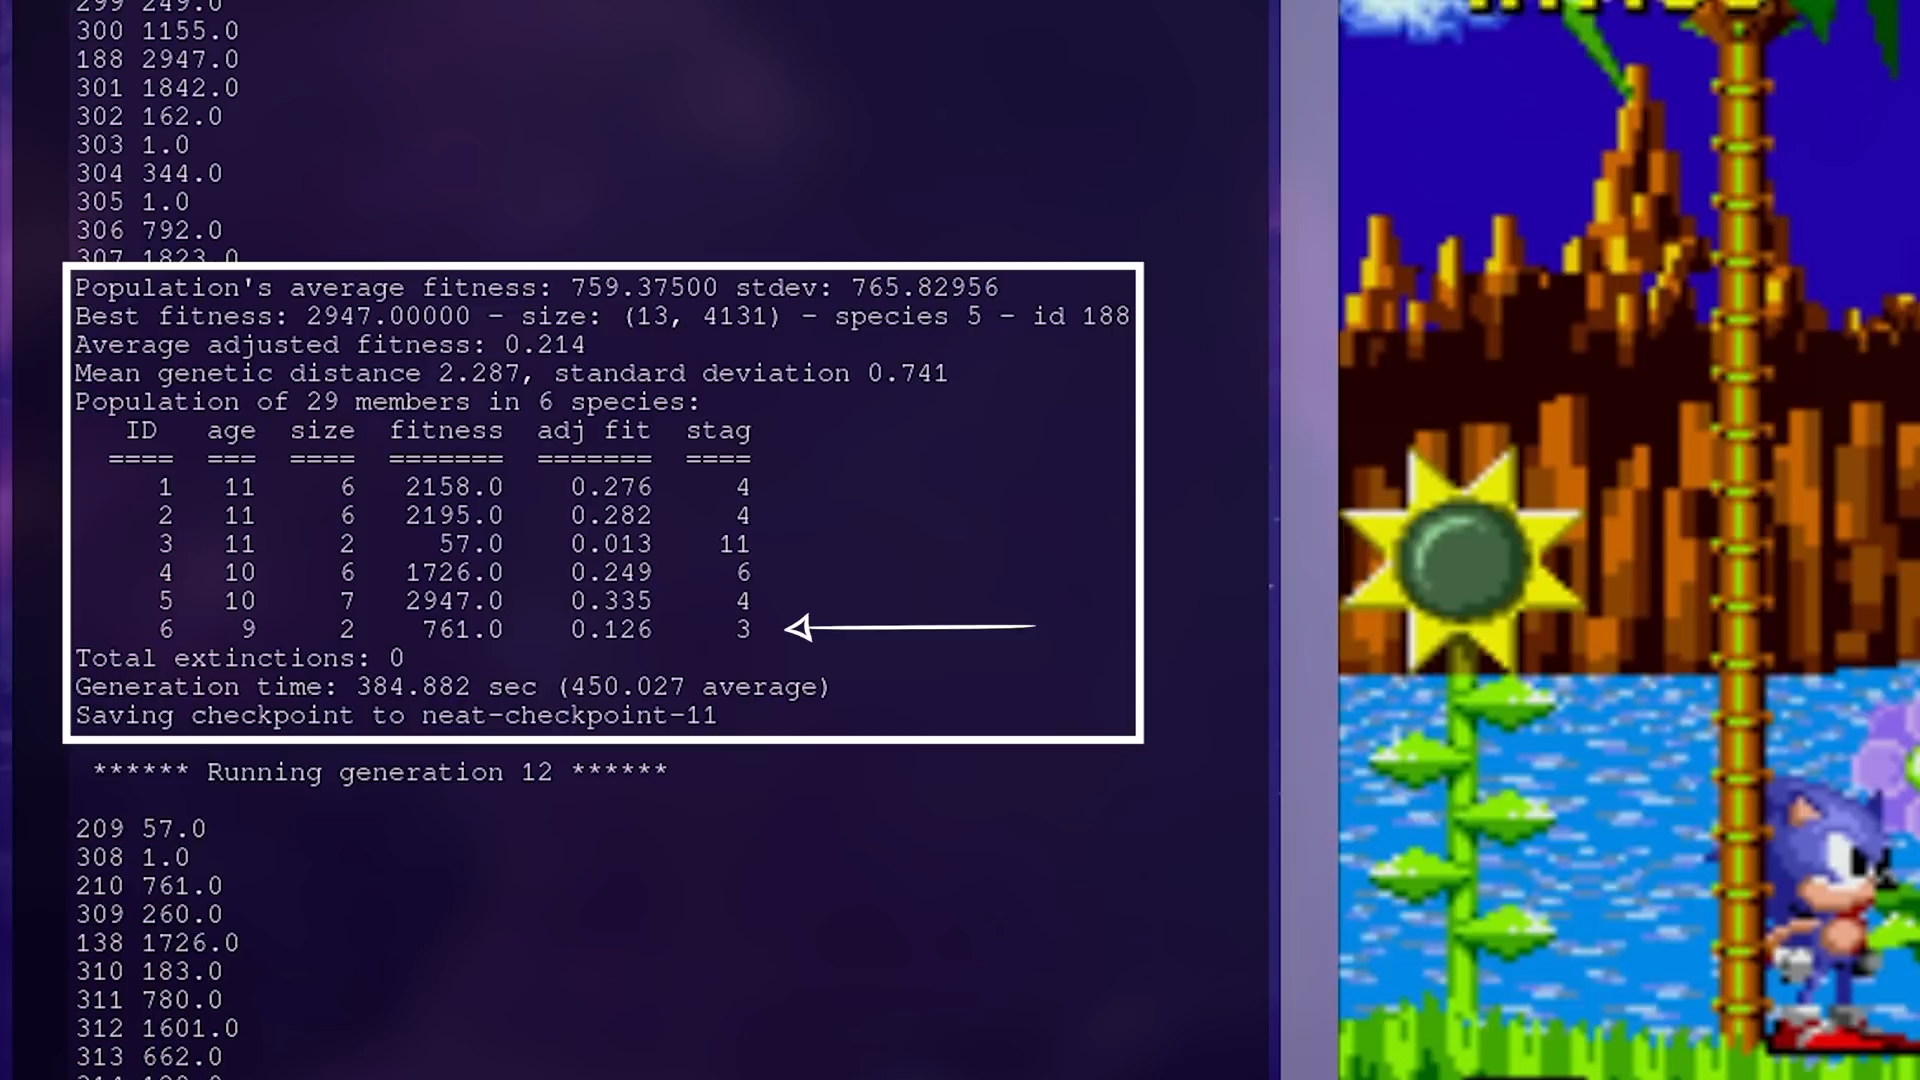 299 249.0
300 1155.0
188 2947.0
301 1842.0
302 162.0
303 1.0
304 344.0
305 1.0
306 792.0
307 1823.0
Population's average fitness: 759.37500 stdev: 765.82956
Best fitness: 2947.00000 - size: (13, 4131) - species 5 - id 188
Average adjusted fitness: 0.214
Mean genetic distance 2.287, standard deviation 0.741
Population of 29 members in 6 species:
ID age size fitness adj fit stag
==== === ==== ======= ======= ====
1 11 6 2158.0 0.276 4
2 11 6 2195.0 0.282 4
3 11 2 57.0 0.013 11
4 10 6 1726.0 0.249 6
5 10 7 2947.0 0.335 4
6 9 2 761.0 0.126 3
Total extinctions: 0
Generation time: 384.882 sec (450.027 average)
Saving checkpoint to neat-checkpoint-11
****** Running generation 12 ******
209 57.0
308 1.0
210 761.0
309 260.0
138 1726.0
310 183.0
311 780.0
312 1601.0
313 662.0